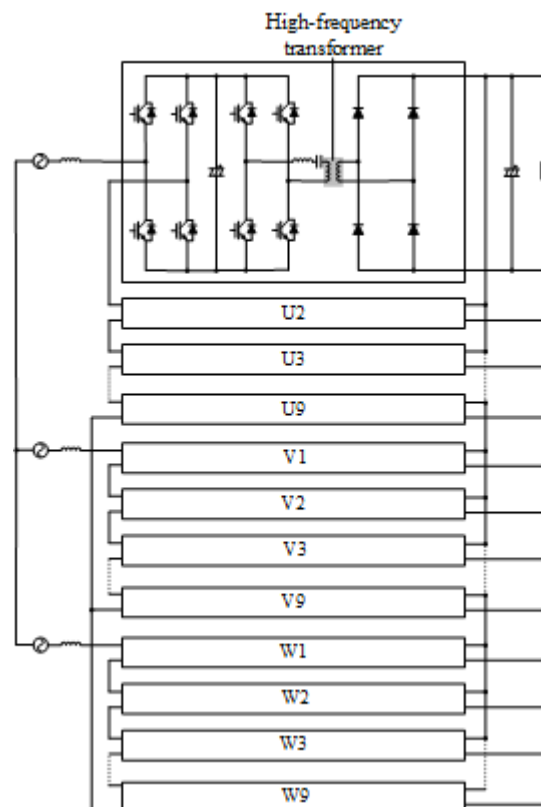 High-frequency
transformer
U2
U3
U9
V1
V2
V3
V9
W1
W2
W3
W9